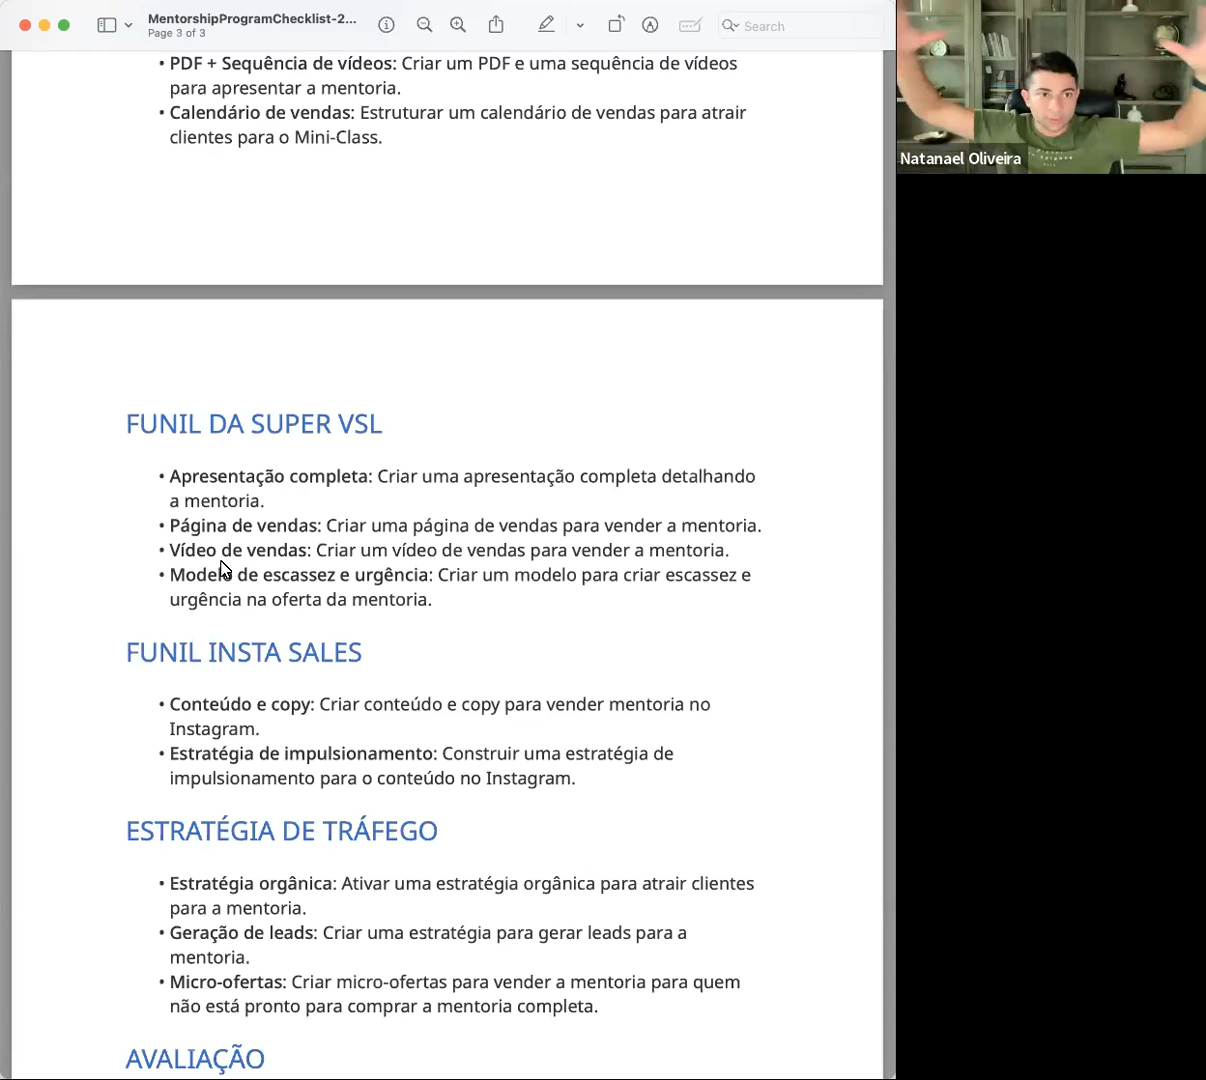 MentorshipProgramChecklist-2...
Page 3 of 3
Search
• PDF + Sequência de vídeos: Criar um PDF e uma sequência de vídeos
para apresentar a mentoria.
• Calendário de vendas: Estruturar um calendário de vendas para atrair
clientes para o Mini-Class.
Natanael Oliveira
FUNIL DA SUPER VSL
• Apresentação completa: Criar uma apresentação completa detalhando
a mentoria.
• Página de vendas: Criar uma página de vendas para vender a mentoria.
• Vídeo de vendas: Criar um vídeo de vendas para vender a mentoria.
• Modelo de escassez e urgência: Criar um modelo para criar escassez e
urgência na oferta da mentoria.
FUNIL INSTA SALES
• Conteúdo e copy: Criar conteúdo e copy para vender mentoria no
Instagram.
• Estratégia de impulsionamento: Construir uma estratégia de
impulsionamento para o conteúdo no Instagram.
ESTRATÉGIA DE TRÁFEGO
• Estratégia orgânica: Ativar uma estratégia orgânica para atrair clientes
para a mentoria.
• Geração de leads: Criar uma estratégia para gerar leads para a
mentoria.
• Micro-ofertas: Criar micro-ofertas para vender a mentoria para quem
não está pronto para comprar a mentoria completa.
AVALIAÇÃO